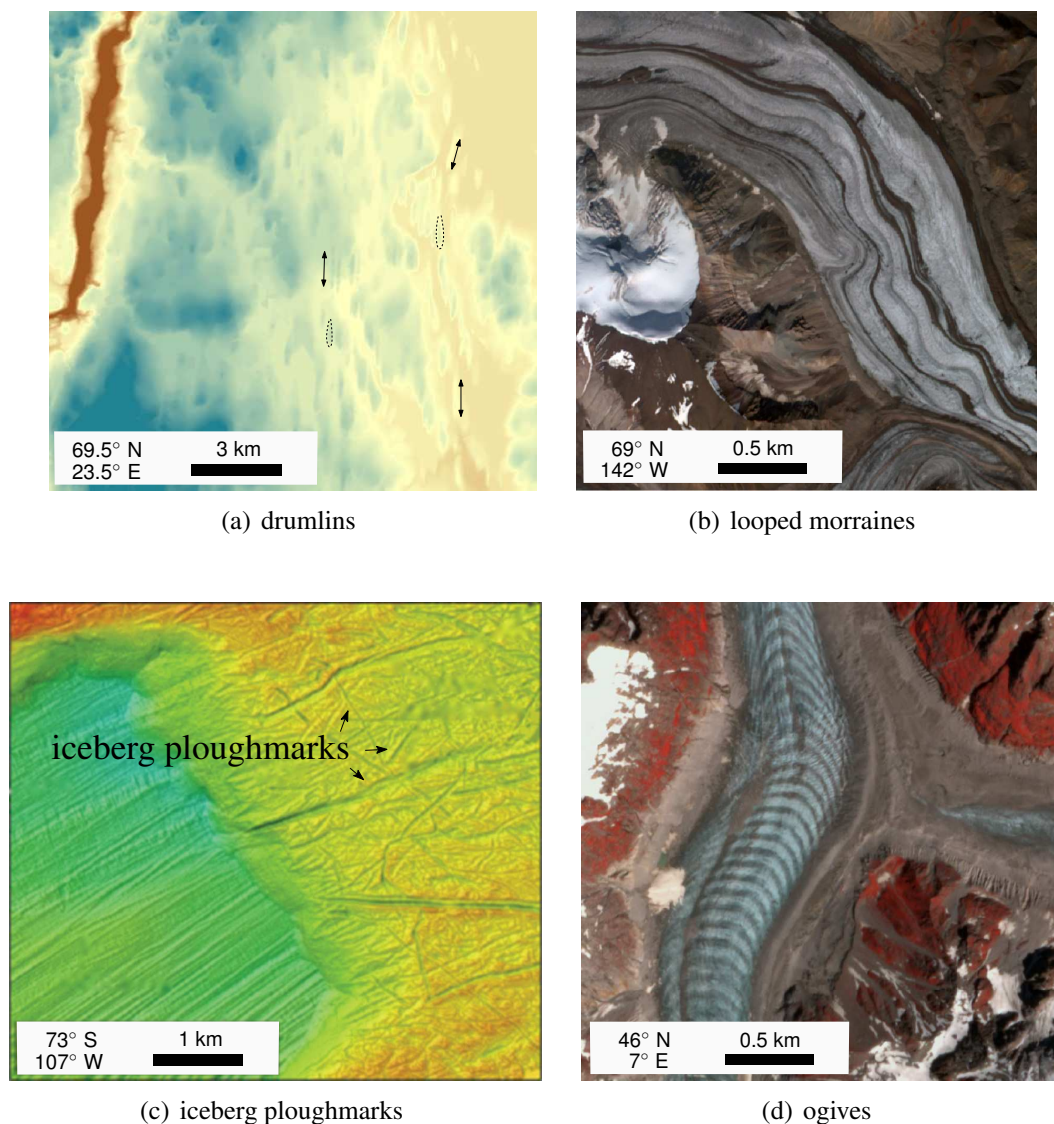 69.5° N
23.5° E
3 km
69° N
142° W
0.5 km
(a) drumlins
(b) looped morraines
iceberg ploughmarks
73° S
107° W
1 km
46° N
7° E
0.5 km
(c) iceberg ploughmarks
(d) ogives